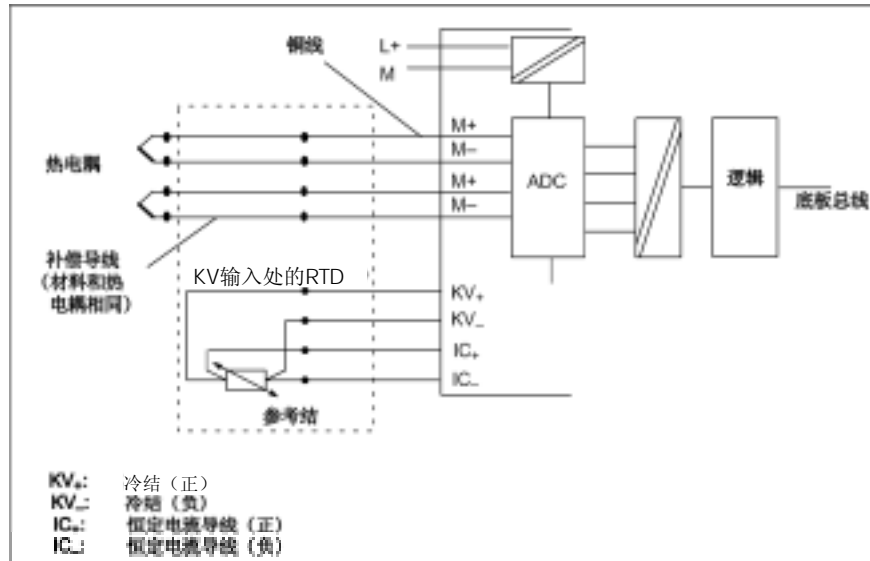 铜线
L+
M
M+
M−
热电耦
M+
M−
ADC
逻辑
底板总线
补偿导线
(材料和热
电耦相同)
KV输入处的RTD
KV+
KV−
IC+
IC−
参考结
KV+: 冷结（正）
KV−: 冷结（负）
IC+: 恒定电流导线（正）
IC−: 恒定电流导线（负）